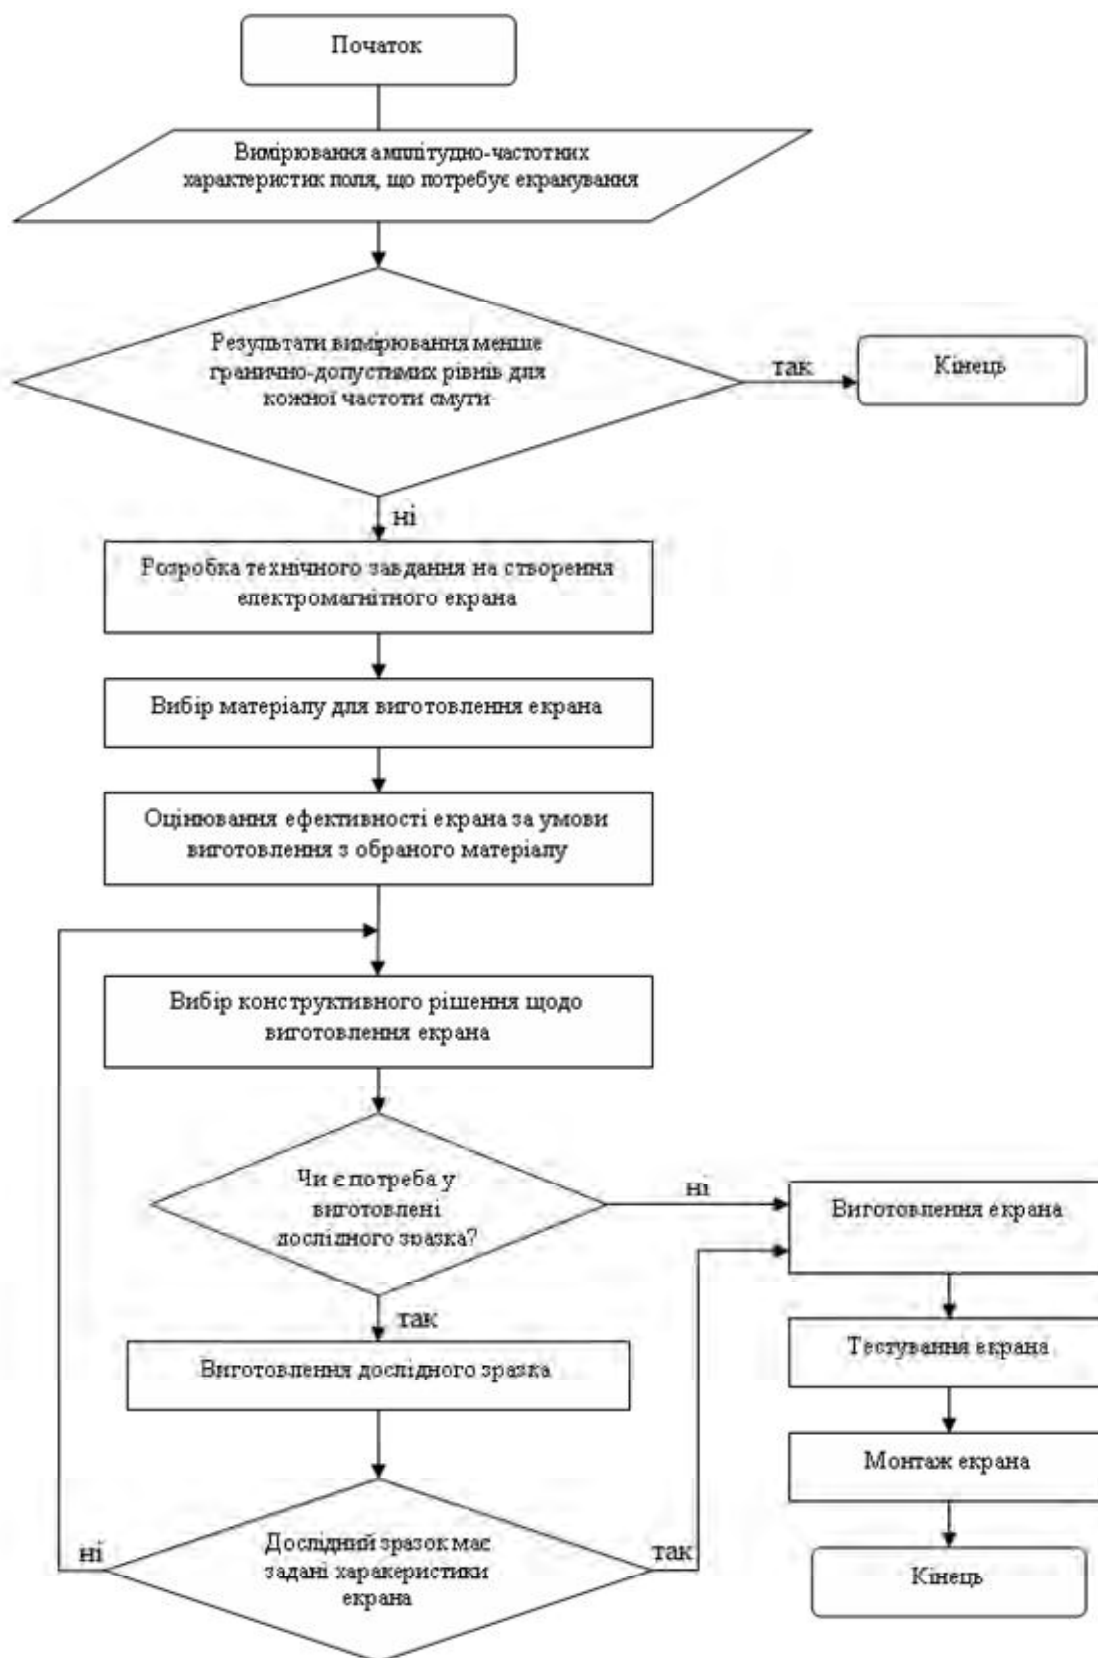 Початок
Вимірювання амплітудно-частотних
характеристик поля, що потребує екранування
Результати вимірювання менше
гранично-допустимих рівнів для
кожної частоти смуги
так
Кінець
ні
Розробка технічного завдання на створення
електромагнітного екрана
Вибір матеріалу для виготовлення екрана
Оцінювання ефективності екрана за умови
виготовлення з обраного матеріалу
Вибір конструктивного рішення щодо
виготовлення екрана
Чи є потреба у
виготовлені
дослідного зразка?
ні
Виготовлення екрана
так
Виготовлення дослідного зразка
Тестування екрана
Монтаж екрана
Дослідний зразок має
задані характеристики
екрана
ні
так
Кінець